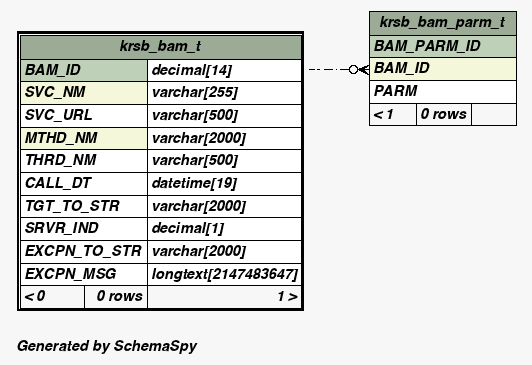 krsb_bam_t
BAM_ID decimal[14]
SVC_NM varchar[255]
SVC_URL varchar[500]
MTHD_NM varchar[2000]
THRD_NM varchar[500]
CALL_DT datetime[19]
TGT_TO_STR varchar[2000]
SRVR_IND decimal[1]
EXCPN_TO_STR varchar[2000]
EXCPN_MSG longtext[2147483647]
< 0 0 rows 1 >
krsb_bam_parm_t
BAM_PARM_ID
BAM_ID
PARM
< 1 0 rows
Generated by SchemaSpy